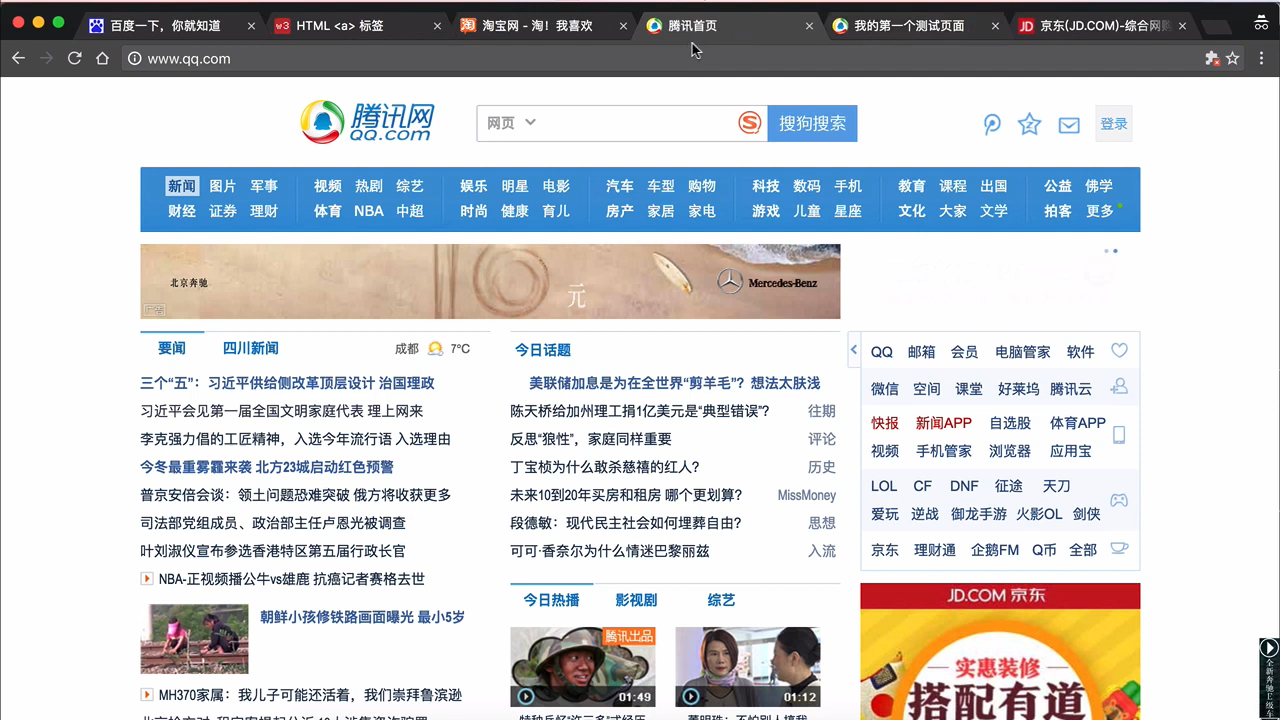 百度一下，你就知道
HTML <a> 标签
淘宝网 - 淘！我喜欢
腾讯首页
我的第一个测试页面
京东(JD.COM)-综合网购
www.qq.com
腾讯网
QQ.com
网页
搜狗搜索
登录
新闻 图片 军事 视频 热剧 综艺 娱乐 明星 电影 汽车 车型 购物 科技 数码 手机 教育 课程 出国 公益 佛学
财经 证券 理财 体育 NBA 中超 时尚 健康 育儿 房产 家居 家电 游戏 儿童 星座 文化 大家 文学 拍客 更多
北京奔驰
元
Mercedes-Benz
广告
要闻 四川新闻 成都 7°C
三个“五”：习近平供给侧改革顶层设计 治国理政
习近平会见第一届全国文明家庭代表 理上网来
李克强力倡的工匠精神，入选今年流行语 入选理由
今冬最重雾霾来袭 北方23城启动红色预警
普京安倍会谈：领土问题恐难突破 俄方将收获更多
司法部党组成员、政治部主任卢恩光被调查
叶刘淑仪宣布参选香港特区第五届行政长官
NBA-正视频播公牛vs雄鹿 抗癌记者赛格去世
朝鲜小孩修铁路画面曝光 最小5岁
MH370家属：我儿子可能还活着，我们崇拜鲁滨逊
今日话题
美联储加息是为在全世界“剪羊毛”？想法太肤浅
陈天桥给加州理工捐1亿美元是“典型错误”? 往期
反思“狼性”，家庭同样重要 评论
丁宝桢为什么敢杀慈禧的红人? 历史
未来10到20年买房和租房 哪个更划算? MissMoney
段德敏：现代民主社会如何埋葬自由? 思想
可可·香奈尔为什么情迷巴黎丽兹 入流
今日热播 影视剧 综艺
腾讯出品
01:49
01:12
QQ 邮箱 会员 电脑管家 软件
微信 空间 课堂 好莱坞 腾讯云
快报 新闻APP 自选股 体育APP
视频 手机管家 浏览器 应用宝
LOL CF DNF 征途 天刀
爱玩 逆战 御龙手游 火影OL 剑侠
京东 理财通 企鹅FM Q币 全部
JD.COM 京东
实惠装修
搭配有道
全新奔驰E级车